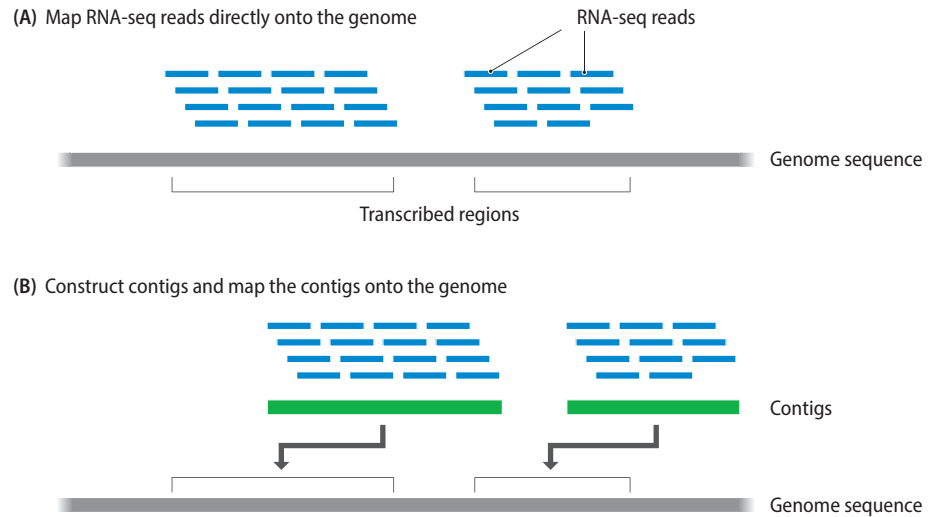 (A) Map RNA-seq reads directly onto the genome
RNA-seq reads
Genome sequence
Transcribed regions
(B) Construct contigs and map the contigs onto the genome
Contigs
Genome sequence